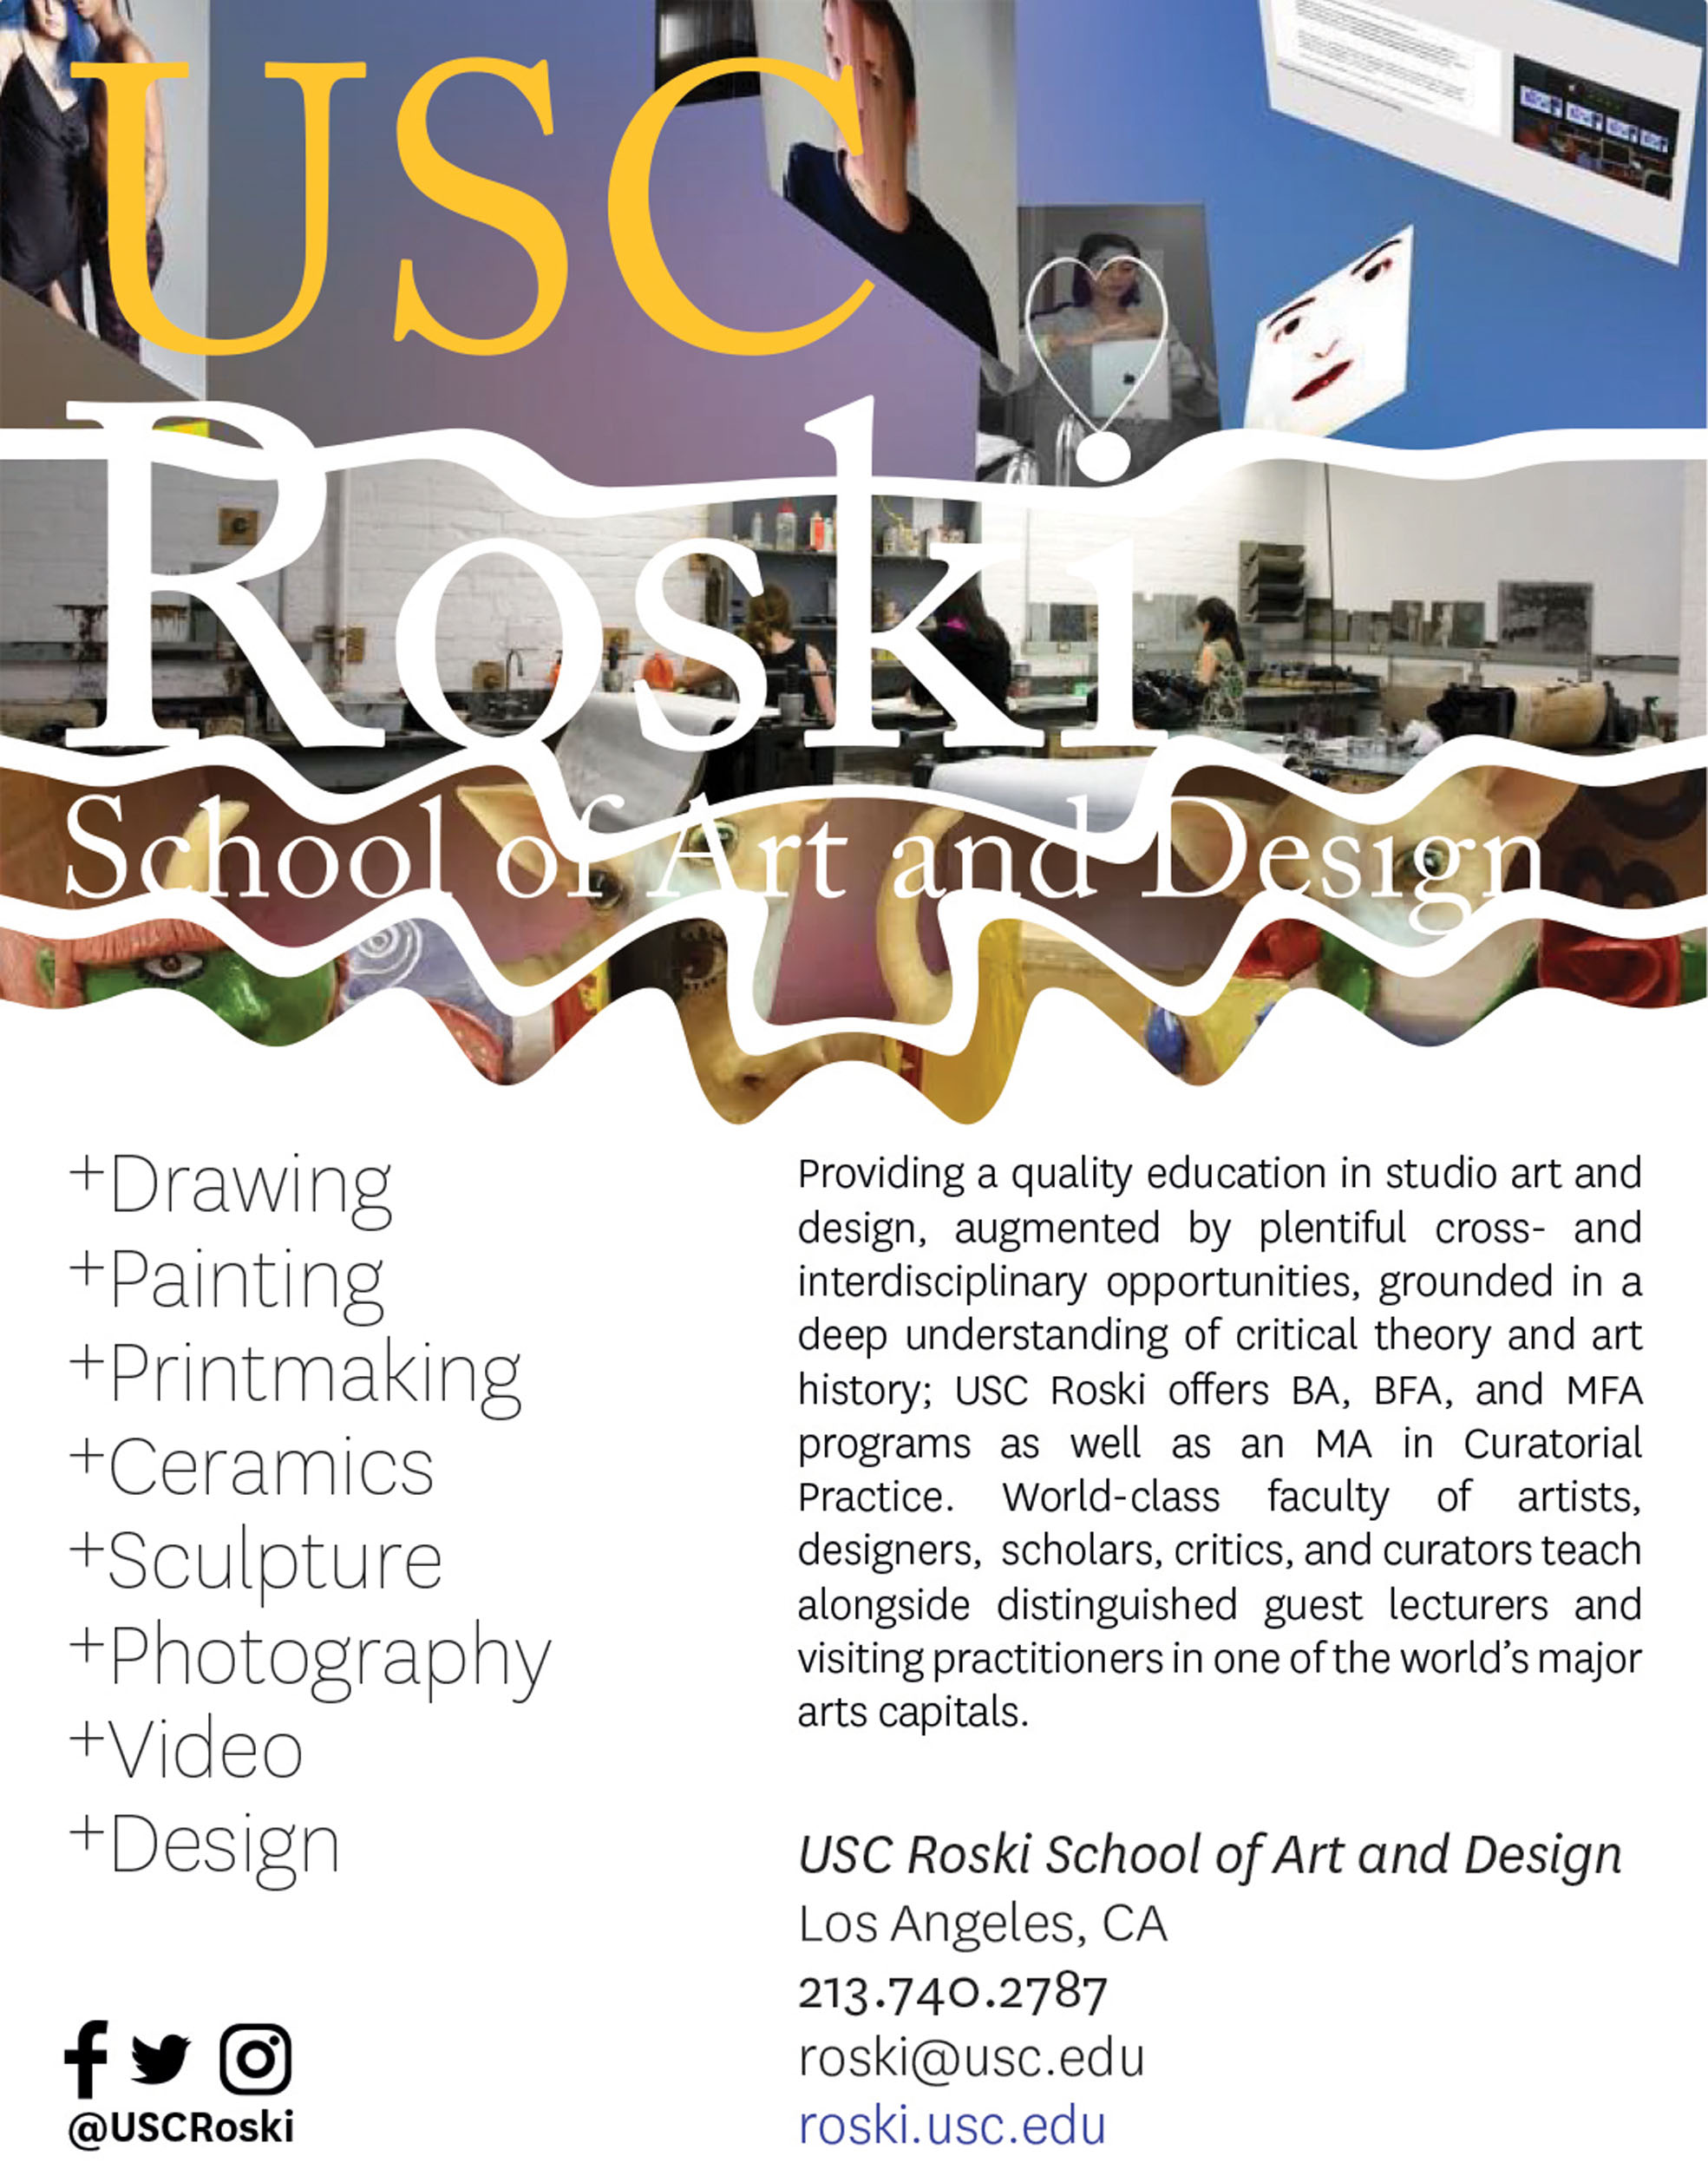 USC
Roski
School of Art and Design
+Drawing
+Painting
+Printmaking
+Ceramics
+Sculpture
+Photography
+Video
+Design
@USCRoski
Providing a quality education in studio art and
design, augmented by plentiful cross- and
interdisciplinary opportunities, grounded in a
deep understanding of critical theory and art
history; USC Roski offers BA, BFA, and MFA
programs as well as an MA in Curatorial
Practice. World-class faculty of artists,
designers, scholars, critics, and curators teach
alongside distinguished guest lecturers and
visiting practitioners in one of the world's major
arts capitals.
USC Roski School of Art and Design
Los Angeles, CA
213.740.2787
roski@usc.edu
roski.usc.edu